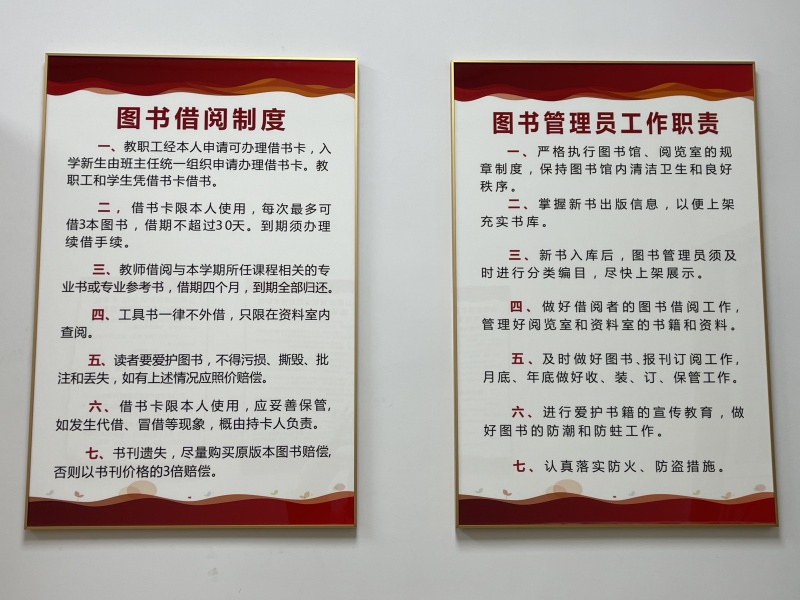 图书借阅制度
一、教职工经本人申请可办理借书卡，入
学新生由班主任统一组织申请办理借书卡。教
职工和学生凭借书卡借书。
二，借书卡限本人使用，每次最多可
借3本图书，借期不超过30天。到期须办理
续借手续。
三、教师借阅与本学期所任课程相关的专
业书或专业参考书，借期四个月，到期全部归还。
四、工具书一律不外借，只限在资料室内
查阅。
五、读者要爱护图书，不得污损、撕毁、批
注和丢失，如有上述情况应照价赔偿。
六、借书卡限本人使用，应妥善保管，
如发生代借、冒借等现象，概由持卡人负责。
七、书刊遗失，尽量购买原版本图书赔偿，
否则以书刊价格的3倍赔偿。
图书管理员工作职责
一、严格执行图书馆、阅览室的规
章制度，保持图书馆内清洁卫生和良好
秩序。
二、掌握新书出版信息，以便上架
充实书库。
三、新书入库后，图书管理员须及
时进行分类编目，尽快上架展示。
四、做好借阅者的图书借阅工作，
管理好阅览室和资料室的书籍和资料。
五、及时做好图书、报刊订阅工作，
月底、年底做好收、装、订、保管工作。
六、进行爱护书籍的宣传教育，做
好图书的防潮和防蛀工作。
七、认真落实防火、防盗措施。